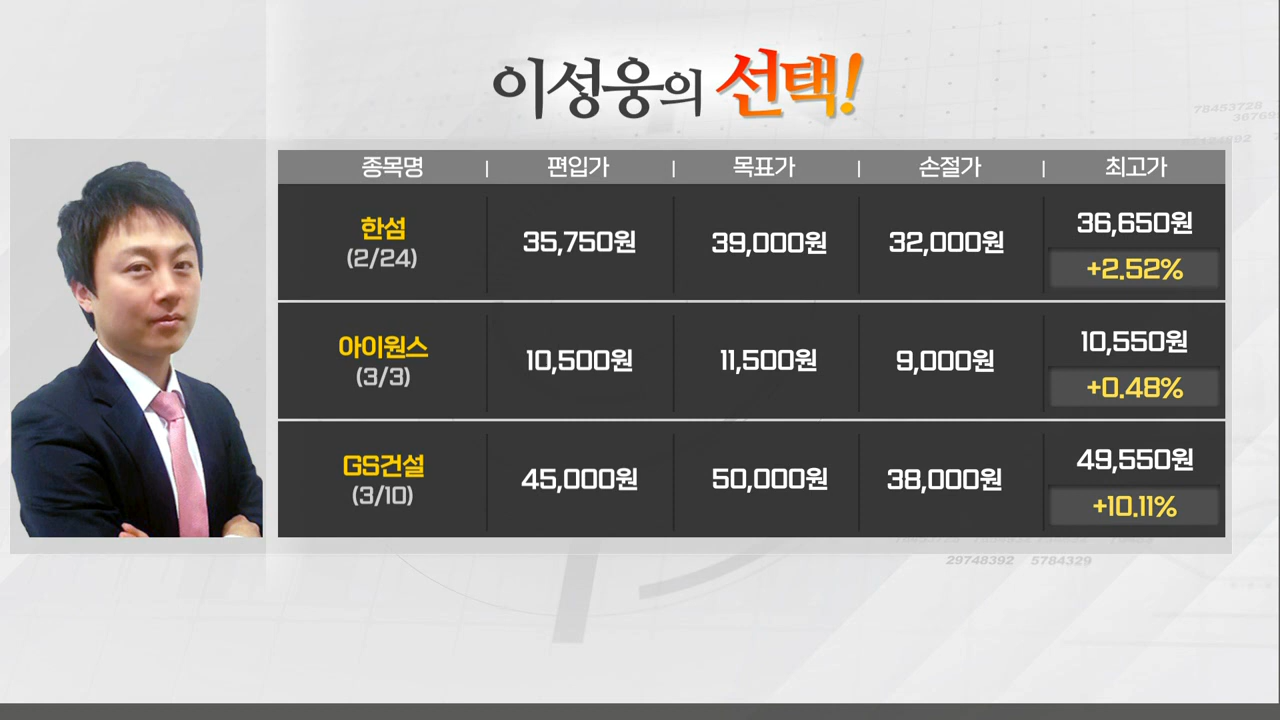 이성웅의 선택!
종목명 | 편입가 | 목표가 | 손절가 | 최고가
한섬
(2/24)
35,750원
39,000원
32,000원
36,650원
+2.52%
아이원스
(3/3)
10,500원
11,500원
9,000원
10,550원
+0.48%
GS건설
(3/10)
45,000원
50,000원
38,000원
49,550원
+10.11%
78453728
29748392 5784329